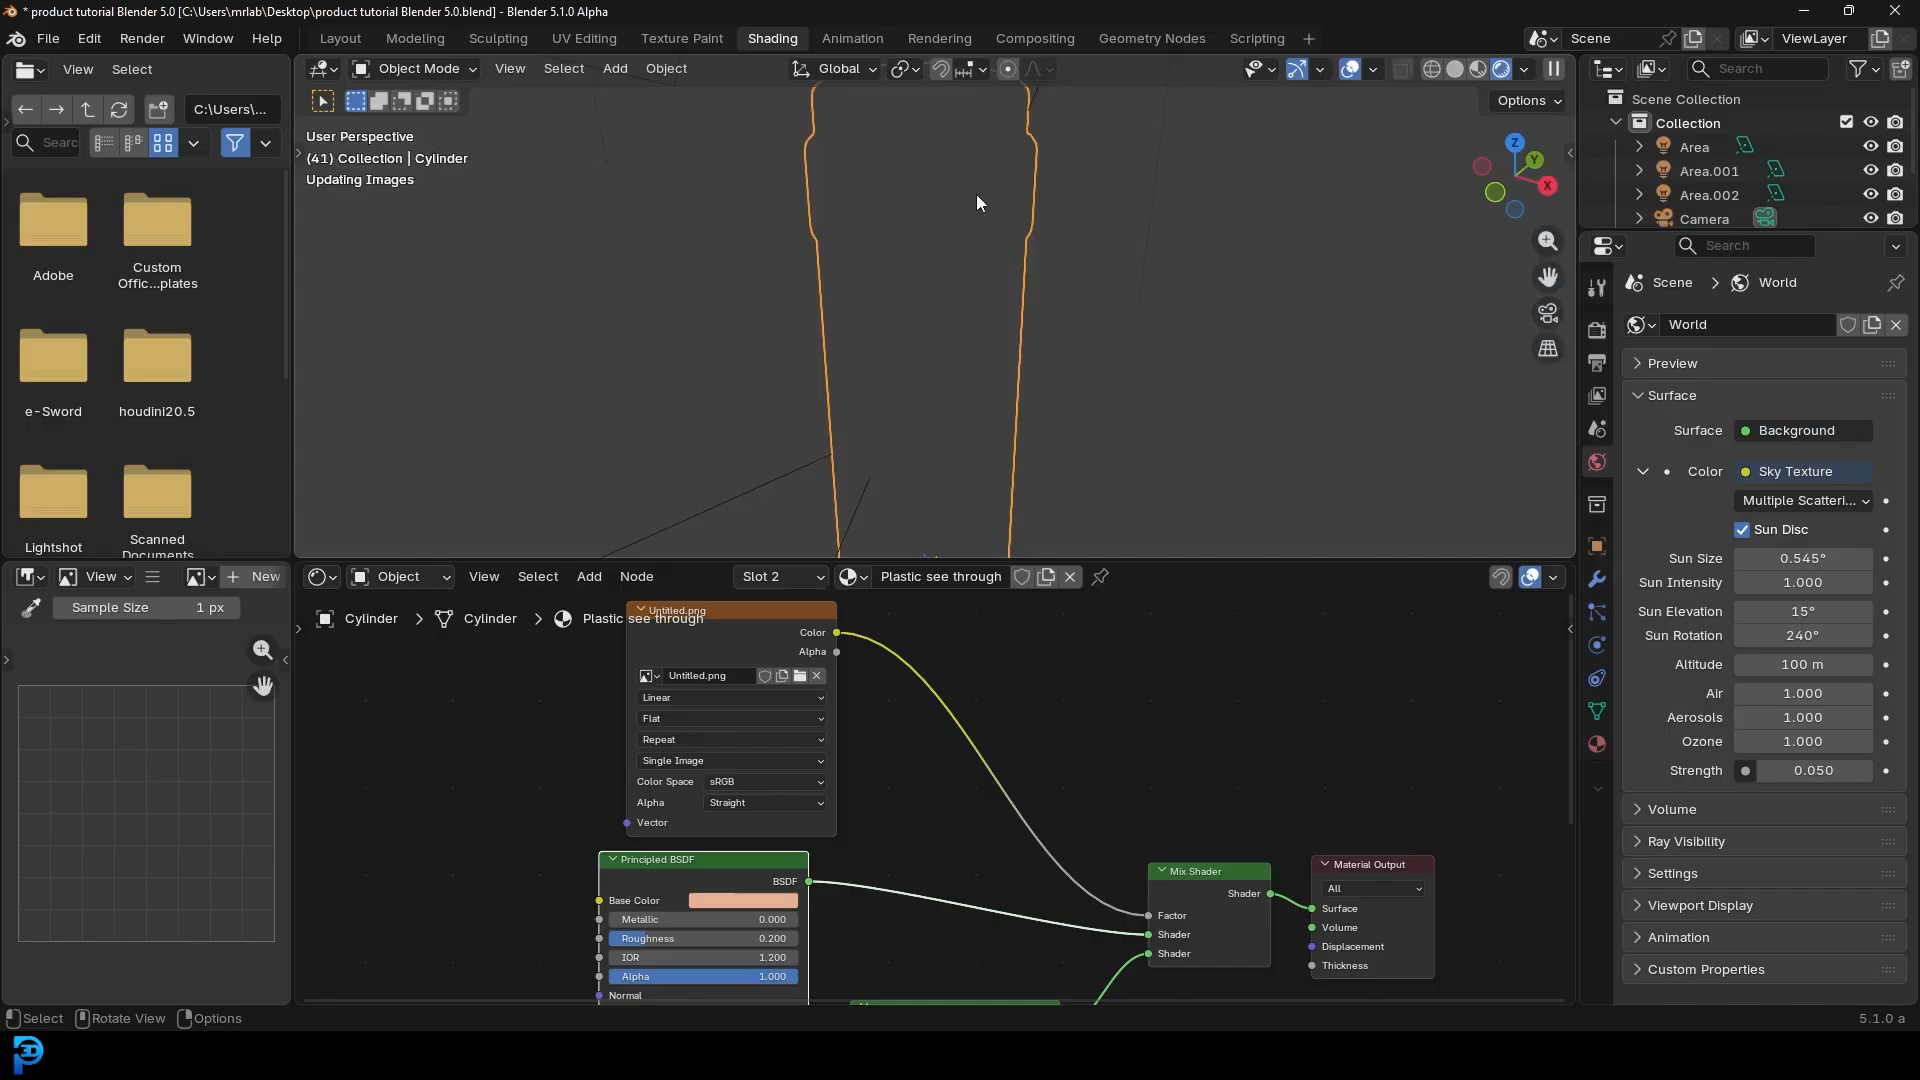 * product tutorial Blender 5.0 [C:\Users\mrlab\Desktop\product tutorial Blender 5.0.blend] - Blender 5.1.0 Alpha
File Edit Render Window Help
Layout Modeling Sculpting UV Editing Texture Paint Shading Animation Rendering Compositing Geometry Nodes Scripting
Scene
ViewLayer
View Select
C:\Users\...
Searc
Adobe
Custom
Offic...plates
e-Sword
houdini20.5
Lightshot
Scanned
Documents
Object Mode View Select Add Object
Global
Options
User Perspective
(41) Collection | Cylinder
Updating Images
Z
Y
X
Search
Scene Collection
Collection
Area
Area.001
Area.002
Camera
Search
Scene > World
World
Preview
Surface
Surface Background
Color Sky Texture
Multiple Scatteri...
Sun Disc
Sun Size 0.545°
Sun Intensity 1.000
Sun Elevation 15°
Sun Rotation 240°
Altitude 100 m
Air 1.000
Aerosols 1.000
Ozone 1.000
Strength 0.050
Volume
Ray Visibility
Settings
Viewport Display
Animation
Custom Properties
View
New
Sample Size 1 px
Object View Select Add Node
Slot 2
Plastic see through
Cylinder > Cylinder > Plastic see through
Untitled.png
Color
Alpha
Untitled.png
Linear
Flat
Repeat
Single Image
Color Space sRGB
Alpha Straight
Vector
Principled BSDF
BSDF
Base Color
Metallic 0.000
Roughness 0.200
IOR 1.200
Alpha 1.000
Normal
Mix Shader
Shader
Factor
Shader
Shader
Material Output
All
Surface
Volume
Displacement
Thickness
Select Rotate View Options
5.1.0 a